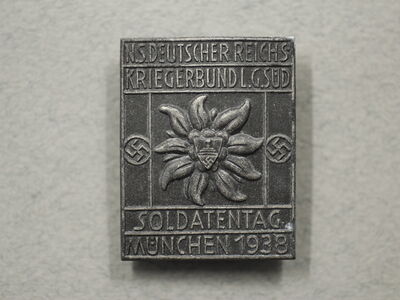 N.S.DEUTSCHER REICHS-
KRIEGERBUND L.G.SÜD
SOLDATENTAG
MÜNCHEN 1938